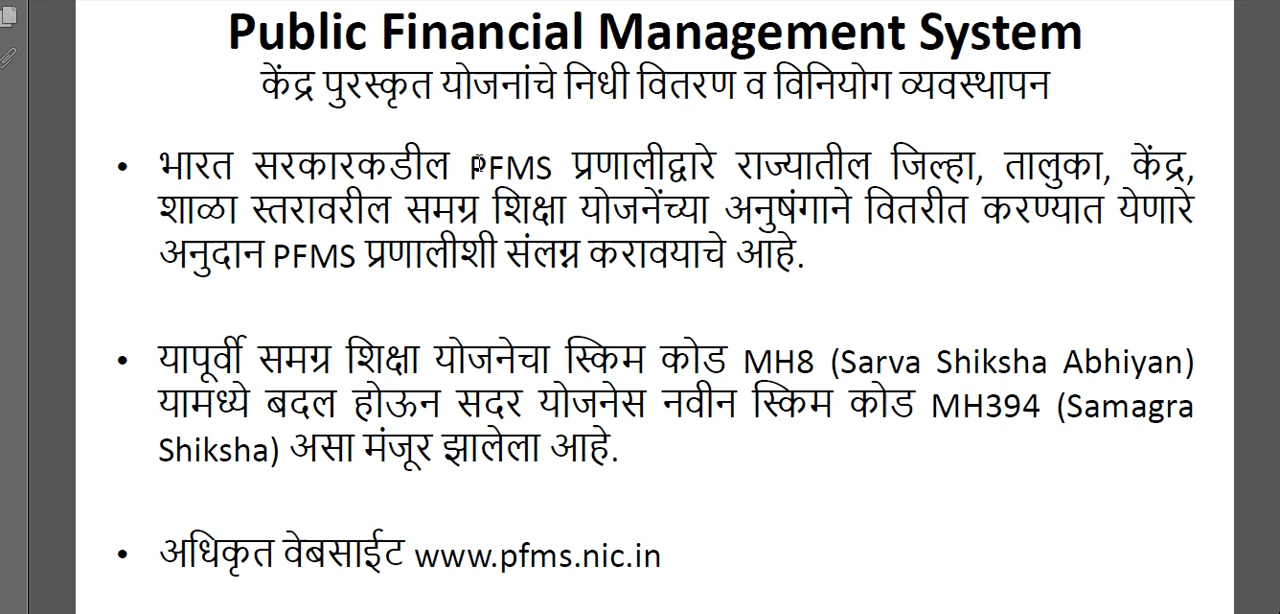 Public Financial Management System
केंद्र पुरस्कृत योजनांचे निधी वितरण व विनियोग व्यवस्थापन
• भारत सरकारकडील PFMS प्रणालीद्वारे राज्यातील जिल्हा, तालुका, केंद्र,
शाळा स्तरावरील समग्र शिक्षा योजनेंच्या अनुषंगाने वितरीत करण्यात येणारे
अनुदान PFMS प्रणालीशी संलग्न करावयाचे आहे.
• यापूर्वी समग्र शिक्षा योजनेचा स्किम कोड MH8 (Sarva Shiksha Abhiyan)
यामध्ये बदल होऊन सदर योजनेस नवीन स्किम कोड MH394 (Samagra
Shiksha) असा मंजूर झालेला आहे.
• अधिकृत वेबसाईट www.pfms.nic.in